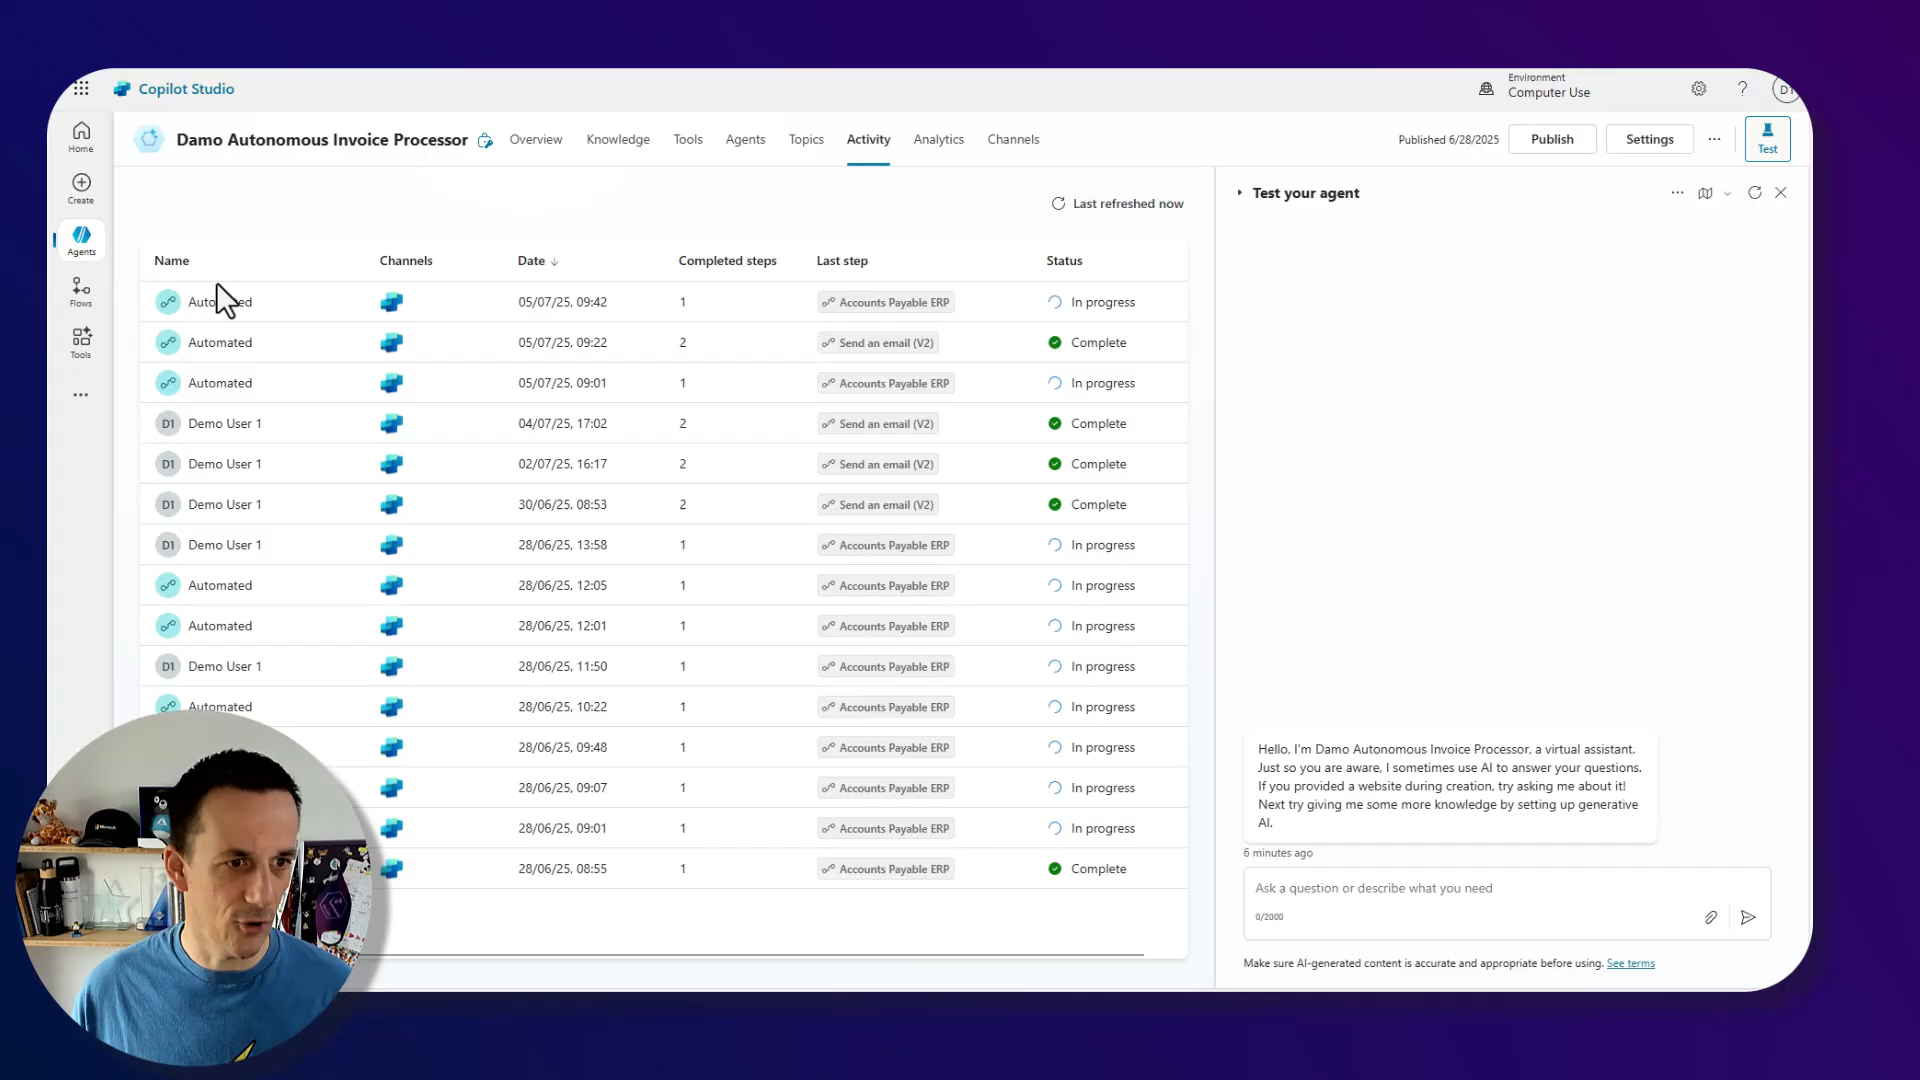 Copilot Studio
Environment
Computer Use
Damo Autonomous Invoice Processor
Overview
Knowledge
Tools
Agents
Topics
Activity
Analytics
Channels
Published 6/28/2025
Publish
Settings
Test
Home
Create
Agents
Flows
Tools
Last refreshed now
Name Channels Date Completed steps Last step Status
05/07/25, 09:42 1 Accounts Payable ERP In progress
Automated 05/07/25, 09:22 2 Send an email (V2) Complete
Automated 05/07/25, 09:01 1 Accounts Payable ERP In progress
D1 Demo User 1 04/07/25, 17:02 2 Send an email (V2) Complete
D1 Demo User 1 02/07/25, 16:17 2 Send an email (V2) Complete
D1 Demo User 1 30/06/25, 08:53 2 Send an email (V2) Complete
D1 Demo User 1 28/06/25, 13:58 1 Accounts Payable ERP In progress
Automated 28/06/25, 12:05 1 Accounts Payable ERP In progress
Automated 28/06/25, 12:01 1 Accounts Payable ERP In progress
D1 Demo User 1 28/06/25, 11:50 1 Accounts Payable ERP In progress
Automated 28/06/25, 10:22 1 Accounts Payable ERP In progress
28/06/25, 09:48 1 Accounts Payable ERP In progress
28/06/25, 09:07 1 Accounts Payable ERP In progress
28/06/25, 09:01 1 Accounts Payable ERP In progress
28/06/25, 08:55 1 Accounts Payable ERP Complete
Test your agent
Hello, I'm Damo Autonomous Invoice Processor, a virtual assistant.
Just so you are aware, I sometimes use AI to answer your questions.
If you provided a website during creation, try asking me about it!
Next try giving me some more knowledge by setting up generative
AI.
6 minutes ago
Ask a question or describe what you need
0/2000
Make sure AI-generated content is accurate and appropriate before using. See terms